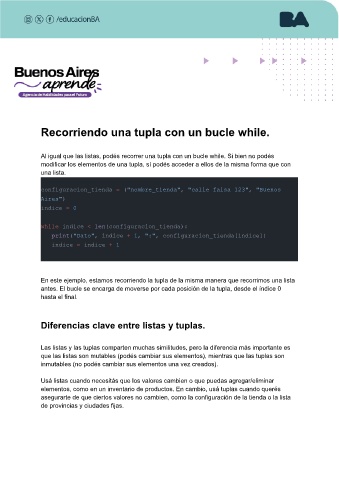 /educacionBA
BA
Buenos Aires
aprende
Agencia de Habilidades para el Futuro
Recorriendo una tupla con un bucle while.
Al igual que las listas, podés recorrer una tupla con un bucle while. Si bien no podés
modificar los elementos de una tupla, sí podés acceder a ellos de la misma forma que con
una lista.
configuracion_tienda = ("nombre_tienda", "calle falsa 123", "Buenos
Aires")
indice = 0
while indice < len(configuracion_tienda):
print("Dato", indice + 1, ":", configuracion_tienda[indice])
indice = indice + 1
En este ejemplo, estamos recorriendo la tupla de la misma manera que recorrimos una lista
antes. El bucle se encarga de moverse por cada posición de la tupla, desde el índice 0
hasta el final.
Diferencias clave entre listas y tuplas.
Las listas y las tuplas comparten muchas similitudes, pero la diferencia más importante es
que las listas son mutables (podés cambiar sus elementos), mientras que las tuplas son
inmutables (no podés cambiar sus elementos una vez creados).
Usá listas cuando necesitás que los valores cambien o que puedas agregar/eliminar
elementos, como en un inventario de productos. En cambio, usá tuplas cuando querés
asegurarte de que ciertos valores no cambien, como la configuración de la tienda o la lista
de provincias y ciudades fijas.